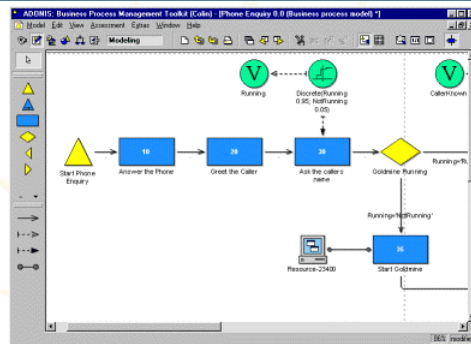 ADONIS: Business Process Management Toolkit (Colin) - [Phone Enquiry 0.0 (Business process model) *]
Model Edit View Assessment Extras Window Help
Modeling
V
V
Running
Discrete(Running
0.95, NotRunning
0.05)
CallerKnown
10
20
30
Start Phone
Enquiry
Answer the Phone
Greet the Caller
Ask the callers
name
Goldmine Running
Running='NotRunning'
35
Resource-23400
Start Goldmine